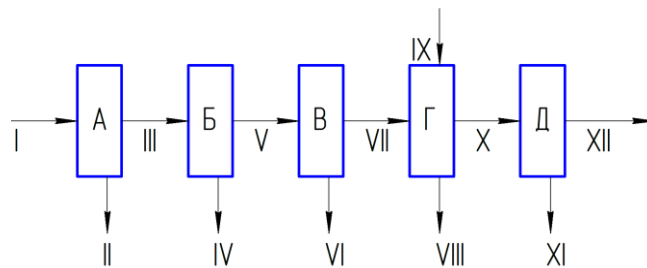 IX
А Б В Г Д
I III V VII X XII
II IV VI VIII XI